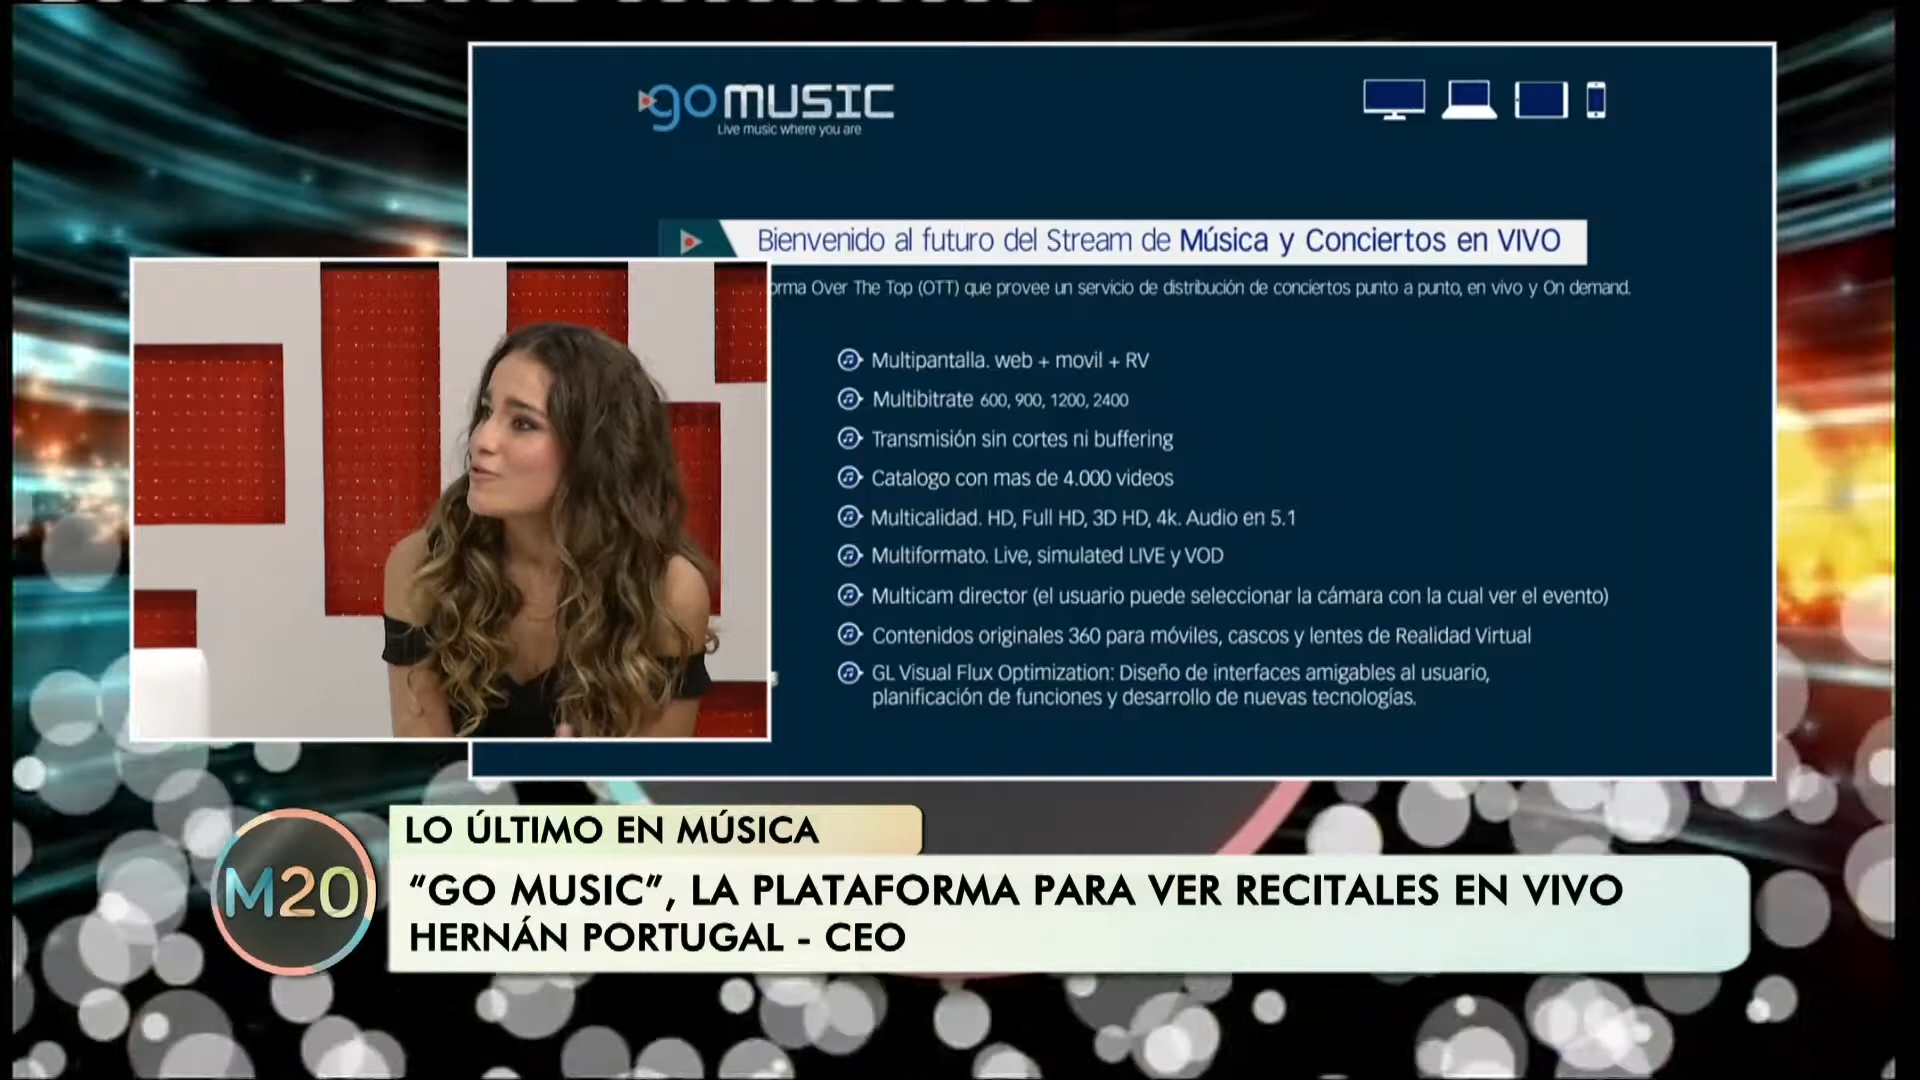 go MUSIC
Live music where you are
Bienvenido al futuro del Stream de Música y Conciertos en VIVO
Over The Top (OTT) que provee un servicio de distribución de conciertos punto a punto, en vivo y On demand.
Multipantalla. web + movil + RV
Multibitrate 600, 900, 1200, 2400
Transmisión sin cortes ni buffering
Catalogo con mas de 4.000 videos
Multicalidad. HD, Full HD, 3D HD, 4k. Audio en 5.1
Multiformato. Live, simulated LIVE y VOD
Multicam director (el usuario puede seleccionar la cámara con la cual ver el evento)
Contenidos originales 360 para móviles, cascos y lentes de Realidad Virtual
GL Visual Flux Optimization: Diseño de interfaces amigables al usuario,
planificación de funciones y desarrollo de nuevas tecnologías.
M20
LO ÚLTIMO EN MÚSICA
“GO MUSIC”, LA PLATAFORMA PARA VER RECITALES EN VIVO
HERNÁN PORTUGAL - CEO